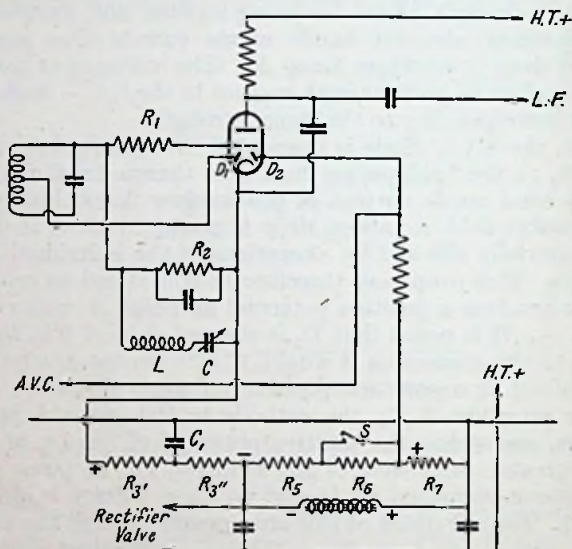 H.T.+
L.F.
R1
D1 D2
R2
L C
A.V.C.
H.T.+
C1 S
+ − +
R3' R3" R5 R6 R7
Rectifier − +
Valve